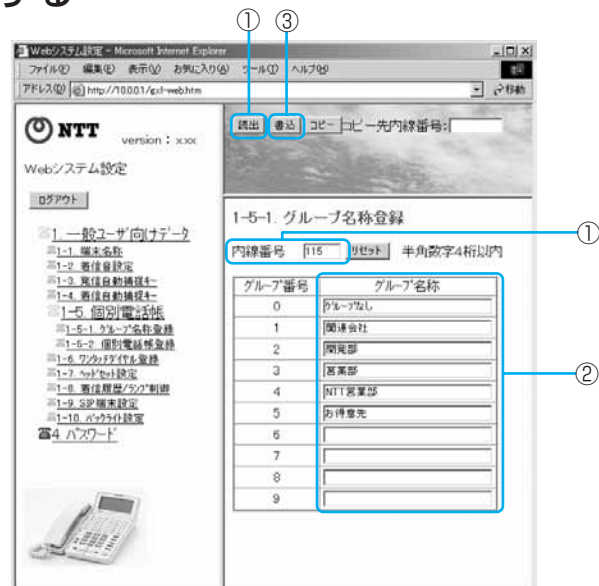 する
① ③
Webシステム設定 - Microsoft Internet Explorer
ファイル(F) 編集(E) 表示(V) お気に入り(A) ツール(T) ヘルプ(H)
アドレス(D) http://10.0.0.1/gxl-web.htm 移動
NTT version:x.xx
読出 書込 コピー コピー先内線番号:
Webシステム設定
ログアウト
1. 一般ユーザ向けデータ
1-1. 端末名称
1-2 着信音設定
1-3. 発信自動捕捉キー
1-4. 着信自動捕捉キー
1-5. 個別電話帳
1-5-1. グループ名称登録
1-5-2. 個別電話帳登録
1-6. ワンタッチダイヤル登録
1-7. ヘッドセット設定
1-8. 着信履歴/ランプ制御
1-9. SIP端末設定
1-10. バックライト設定
4. パスワード
1-5-1. グループ名称登録
①
内線番号 115 リセット 半角数字4桁以内
グループ番号 グループ名称
0 グループなし
1 関連会社
2 開発部
3 営業部
4 NTT営業部
5 お得意先
6
7
8
9
②